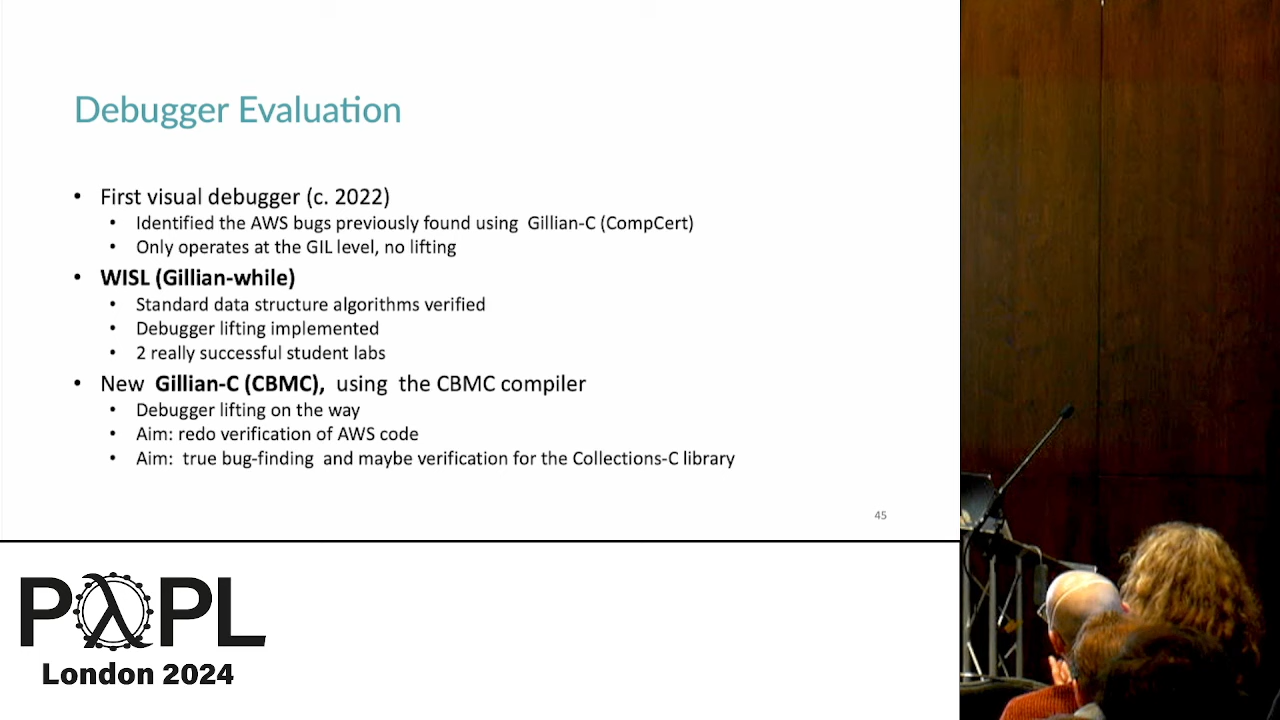 Debugger Evaluation
• First visual debugger (c. 2022)
• Identified the AWS bugs previously found using Gillian-C (CompCert)
• Only operates at the GIL level, no lifting
• WISL (Gillian-while)
• Standard data structure algorithms verified
• Debugger lifting implemented
• 2 really successful student labs
• New Gillian-C (CBMC), using the CBMC compiler
• Debugger lifting on the way
• Aim: redo verification of AWS code
• Aim: true bug-finding and maybe verification for the Collections-C library
45
PλPL
London 2024